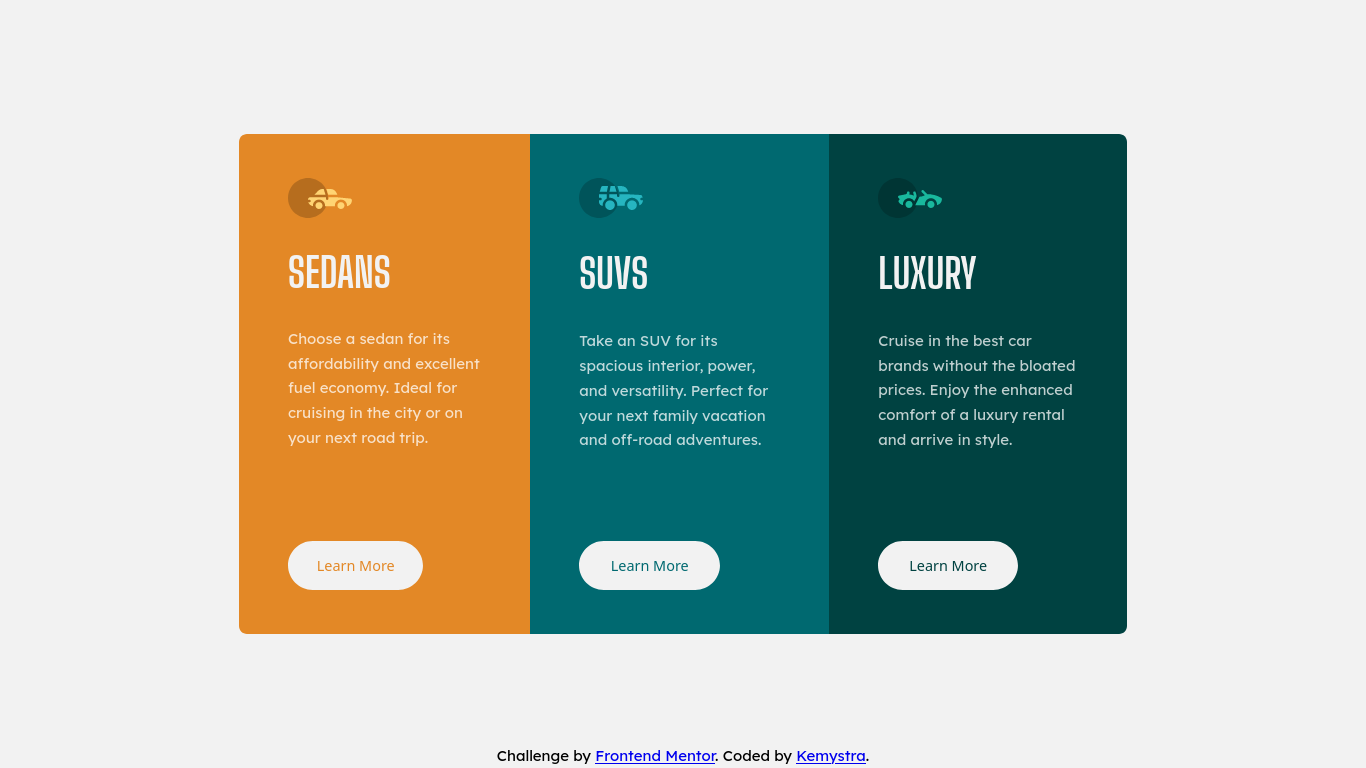 SEDANS
Choose a sedan for its
affordability and excellent
fuel economy. Ideal for
cruising in the city or on
your next road trip.
Learn More
SUVS
Take an SUV for its
spacious interior, power,
and versatility. Perfect for
your next family vacation
and off-road adventures.
Learn More
LUXURY
Cruise in the best car
brands without the bloated
prices. Enjoy the enhanced
comfort of a luxury rental
and arrive in style.
Learn More
Challenge by Frontend Mentor. Coded by Kemystra.